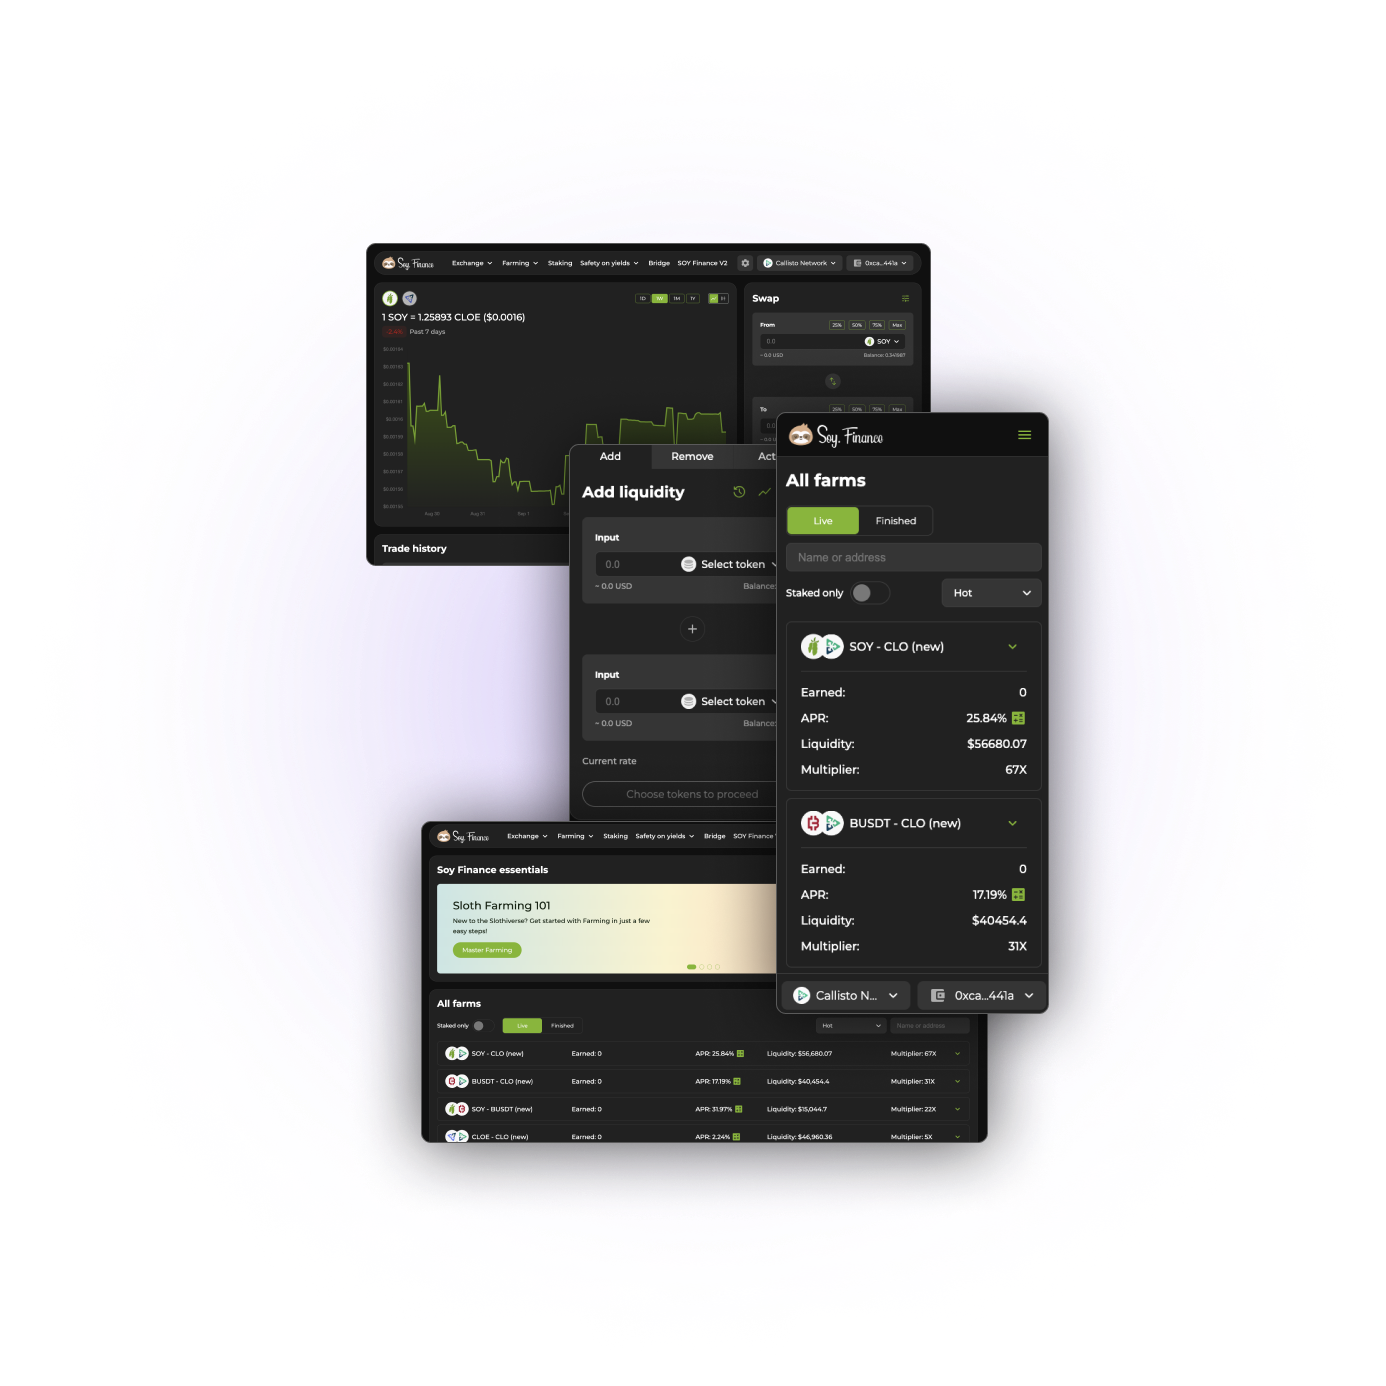 Soy. Finance Exchange Farming Staking Safety on yields Bridge SOY Finance V2 Callisto Network 0xca...441a
1D 1W 1M 1Y
1 SOY = 1.25893 CLOE ($0.0016)
Past 7 days
Aug 30 Aug 31 Sep 1
Trade history
Swap
From 25% 50% 75% Max
0.0 SOY
~ 0.0 USD Balance: 0.341987
To 25% 50% 75% Max
Add Remove Act
Add liquidity
Input
0.0 Select token
~ 0.0 USD Balance:
Input
0.0 Select token
~ 0.0 USD Balance:
Current rate
Choose tokens to proceed
Soy. Finance
All farms
Live Finished
Name or address
Staked only Hot
SOY - CLO (new)
Earned: 0
APR: 25.84%
Liquidity: $56680.07
Multiplier: 67X
BUSDT - CLO (new)
Earned: 0
APR: 17.19%
Liquidity: $40454.4
Multiplier: 31X
Callisto N... 0xca...441a
Soy. Finance Exchange Farming Staking Safety on yields Bridge SOY Finance
Soy Finance essentials
Sloth Farming 101
New to the Slothiverse? Get started with Farming in just a few
easy steps!
Master Farming
All farms
Staked only Live Finished Hot Name or address
SOY - CLO (new) Earned: 0 APR: 25.84% Liquidity: $56,680.07 Multiplier: 67X
BUSDT - CLO (new) Earned: 0 APR: 17.19% Liquidity: $40,454.4 Multiplier: 31X
SOY - BUSDT (new) Earned: 0 APR: 31.97% Liquidity: $15,044.7 Multiplier: 22X
CLOE - CLO (new) Earned: 0 APR: 2.24% Liquidity: $46,960.36 Multiplier: 5X